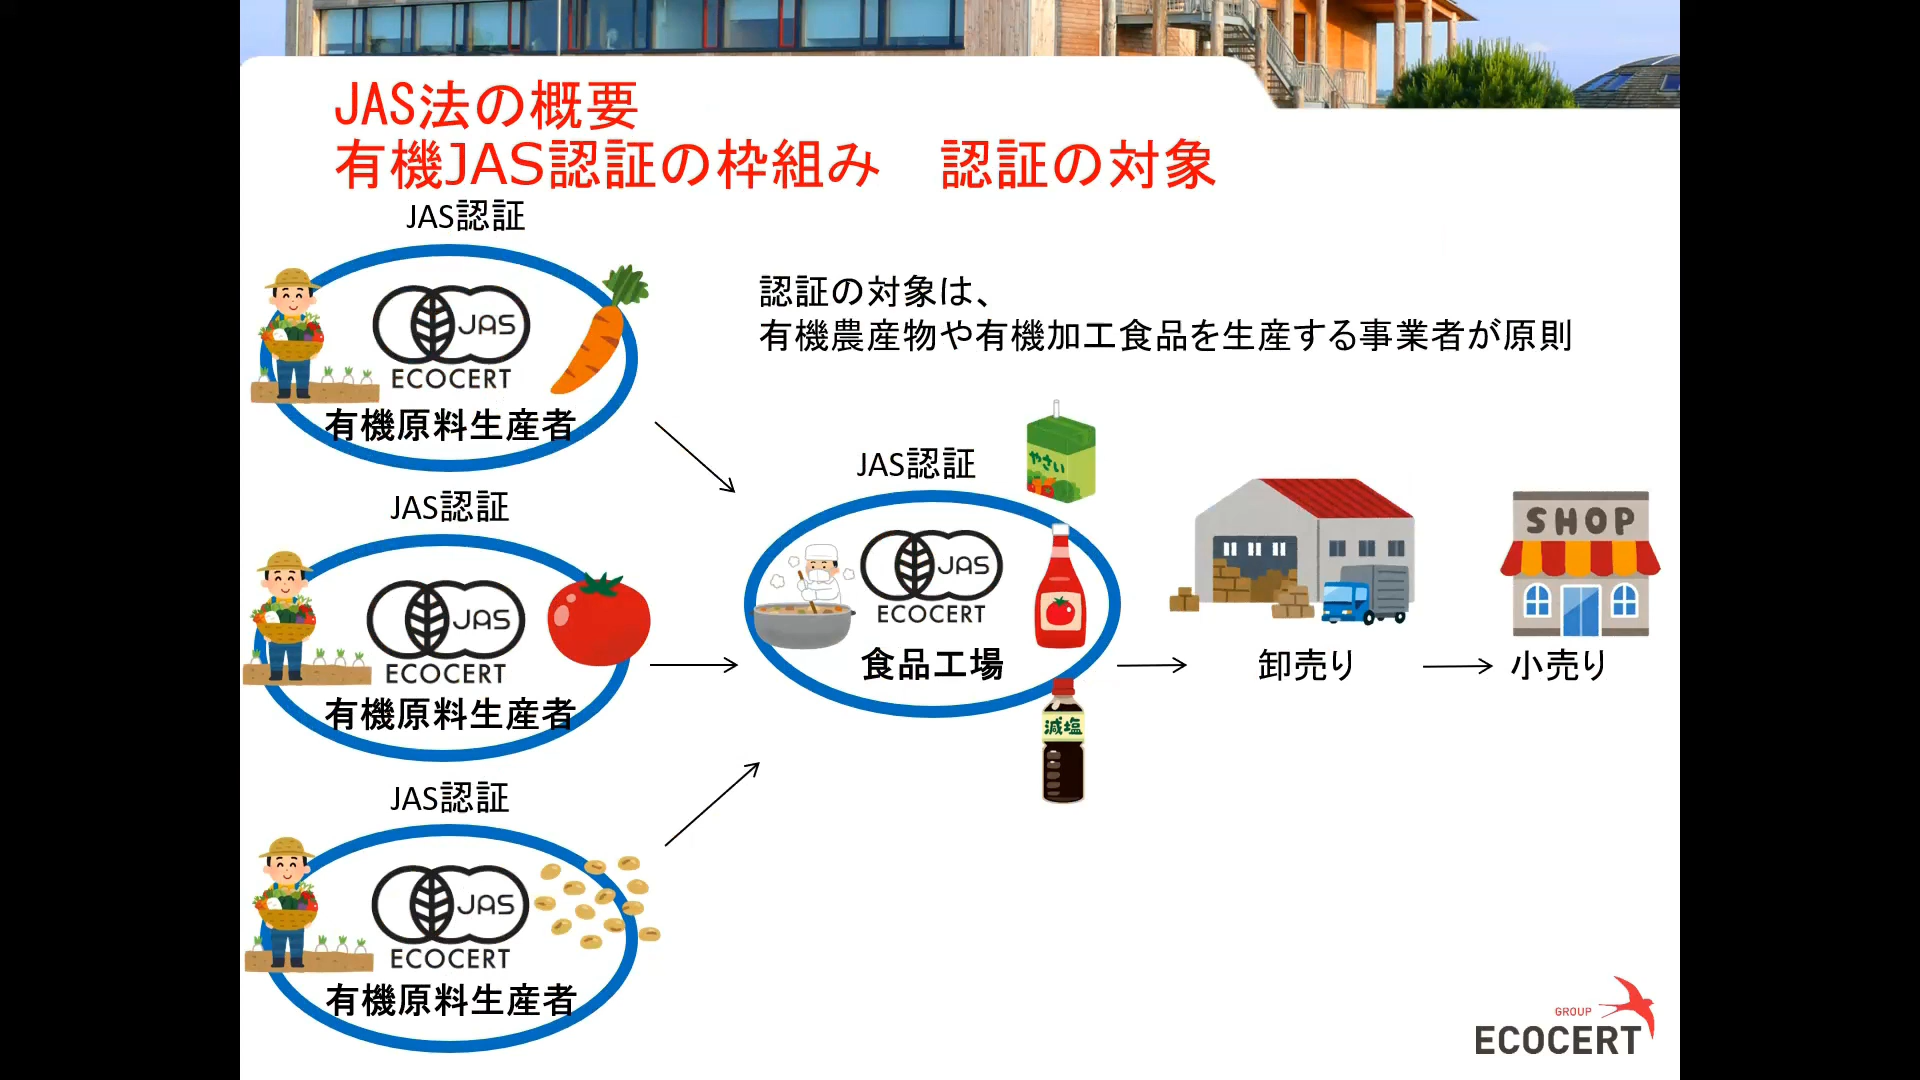 JAS法の概要
有機JAS認証の枠組み　認証の対象
JAS認証
JAS
ECOCERT
有機原料生産者
認証の対象は、
有機農産物や有機加工食品を生産する事業者が原則
JAS認証
JAS
ECOCERT
有機原料生産者
JAS認証
やさい
JAS
ECOCERT
食品工場
減塩
卸売り
SHOP
小売り
JAS認証
JAS
ECOCERT
有機原料生産者
GROUP
ECOCERT